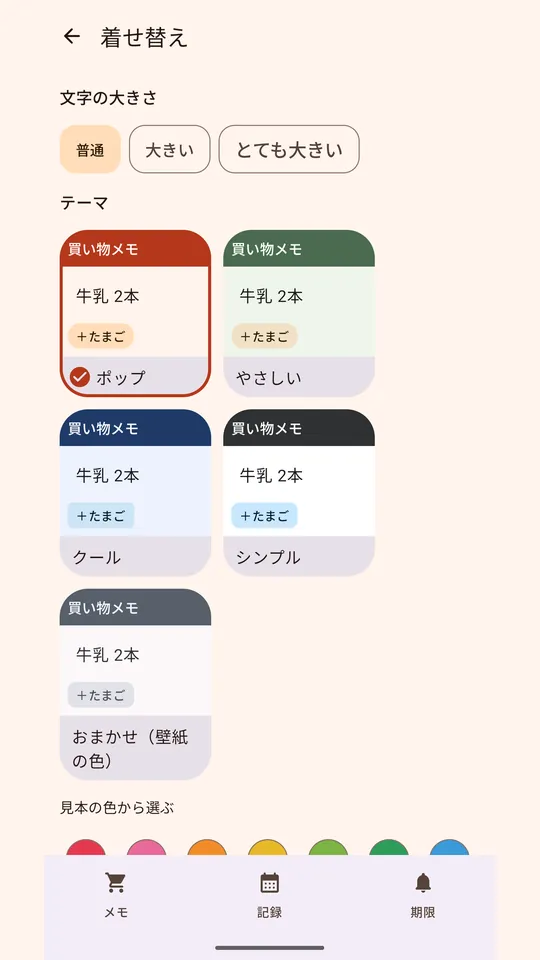 着せ替え
文字の大きさ
普通
大きい
とても大きい
テーマ
買い物メモ
牛乳 2本
+たまご
ポップ
買い物メモ
牛乳 2本
+たまご
やさしい
買い物メモ
牛乳 2本
+たまご
クール
買い物メモ
牛乳 2本
+たまご
シンプル
買い物メモ
牛乳 2本
+たまご
おまかせ（壁紙
の色）
見本の色から選ぶ
メモ
記録
期限